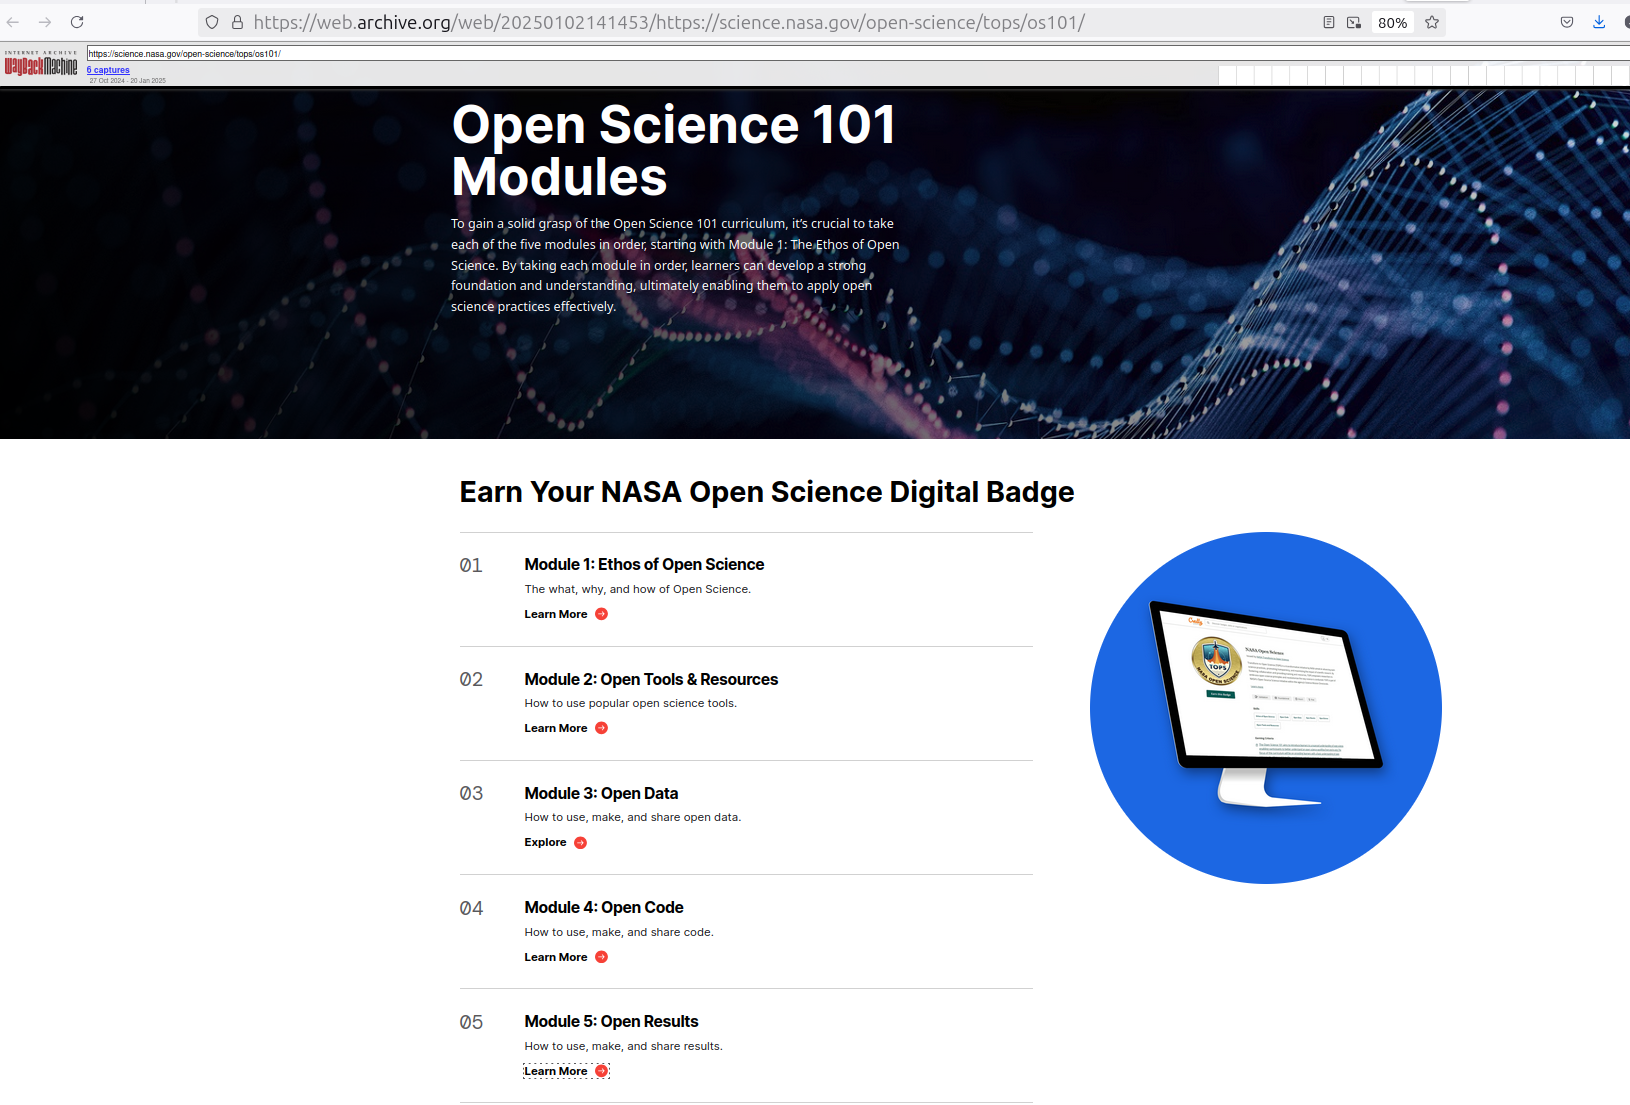 https://web.archive.org/web/20250102141453/https://science.nasa.gov/open-science/tops/os101/
80%
INTERNET ARCHIVE
WayBackMachine
https://science.nasa.gov/open-science/tops/os101/
6 captures
27 Oct 2024 - 20 Jan 2025
Open Science 101
Modules
To gain a solid grasp of the Open Science 101 curriculum, it’s crucial to take
each of the five modules in order, starting with Module 1: The Ethos of Open
Science. By taking each module in order, learners can develop a strong
foundation and understanding, ultimately enabling them to apply open
science practices effectively.
Earn Your NASA Open Science Digital Badge
01
Module 1: Ethos of Open Science
The what, why, and how of Open Science.
Learn More
02
Module 2: Open Tools & Resources
How to use popular open science tools.
Learn More
03
Module 3: Open Data
How to use, make, and share open data.
Explore
04
Module 4: Open Code
How to use, make, and share code.
Learn More
05
Module 5: Open Results
How to use, make, and share results.
Learn More
Credly
NASA Open Science
TOPS
NASA OPEN SCIENCE